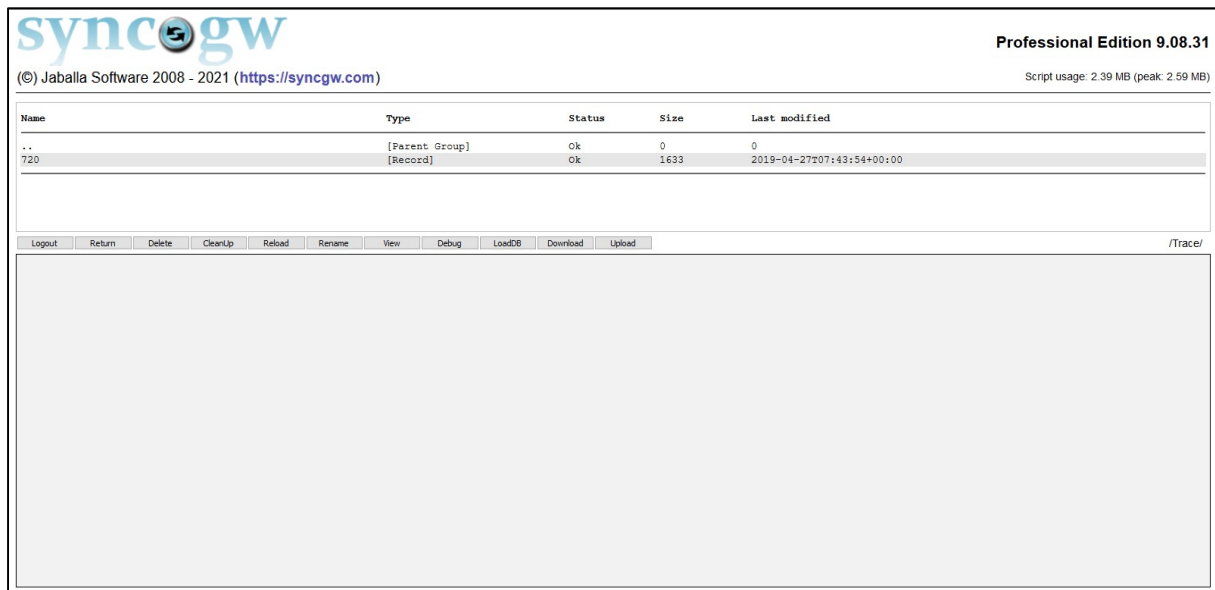 sync gw
Professional Edition 9.08.31
(©) Jaballa Software 2008 - 2021 (https://syncgw.com)
Script usage: 2.39 MB (peak: 2.59 MB)
Name Type Status Size Last modified
.. [Parent Group] Ok 0 0
720 [Record] Ok 1633 2019-04-27T07:43:54+00:00
Logout Return Delete CleanUp Reload Rename View Debug LoadDB Download Upload /Trace/